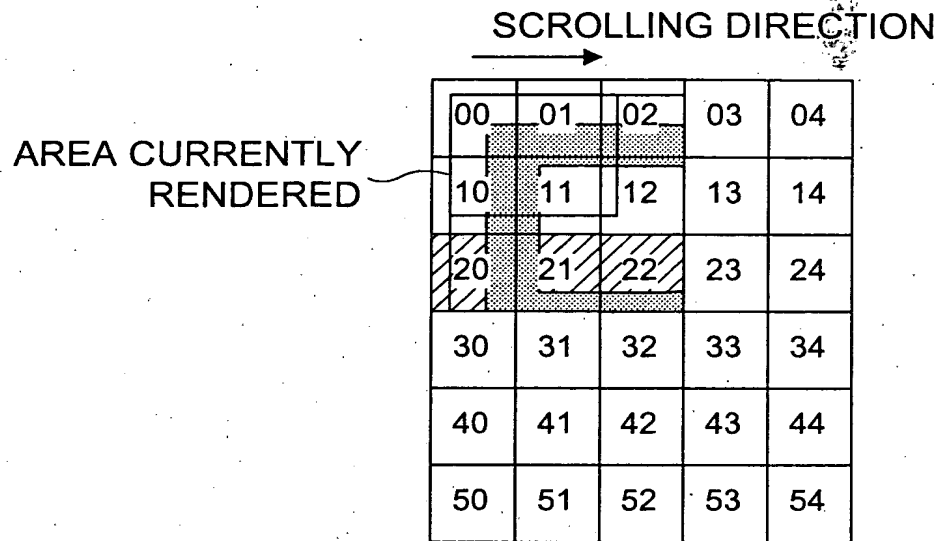 SCROLLING DIRECTION
AREA CURRENTLY
RENDERED
00 01 02 03 04
10 11 12 13 14
20 21 22 23 24
30 31 32 33 34
40 41 42 43 44
50 51 52 53 54